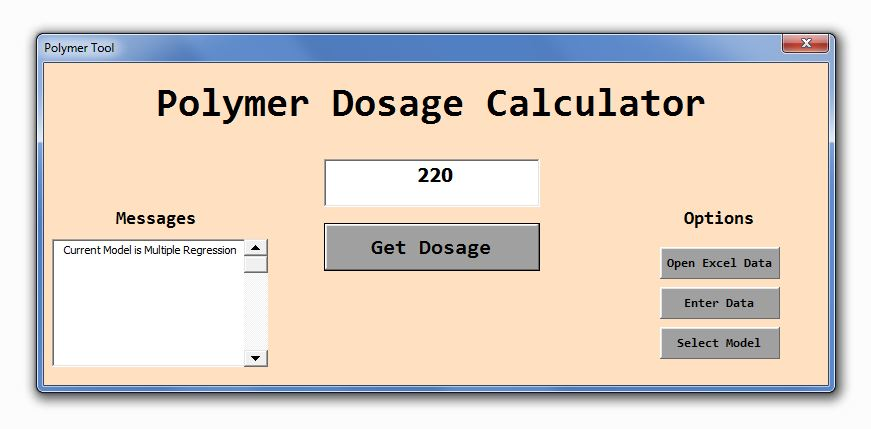 Polymer Tool
Polymer Dosage Calculator
220
Get Dosage
Messages
Current Model is Multiple Regression
Options
Open Excel Data
Enter Data
Select Model